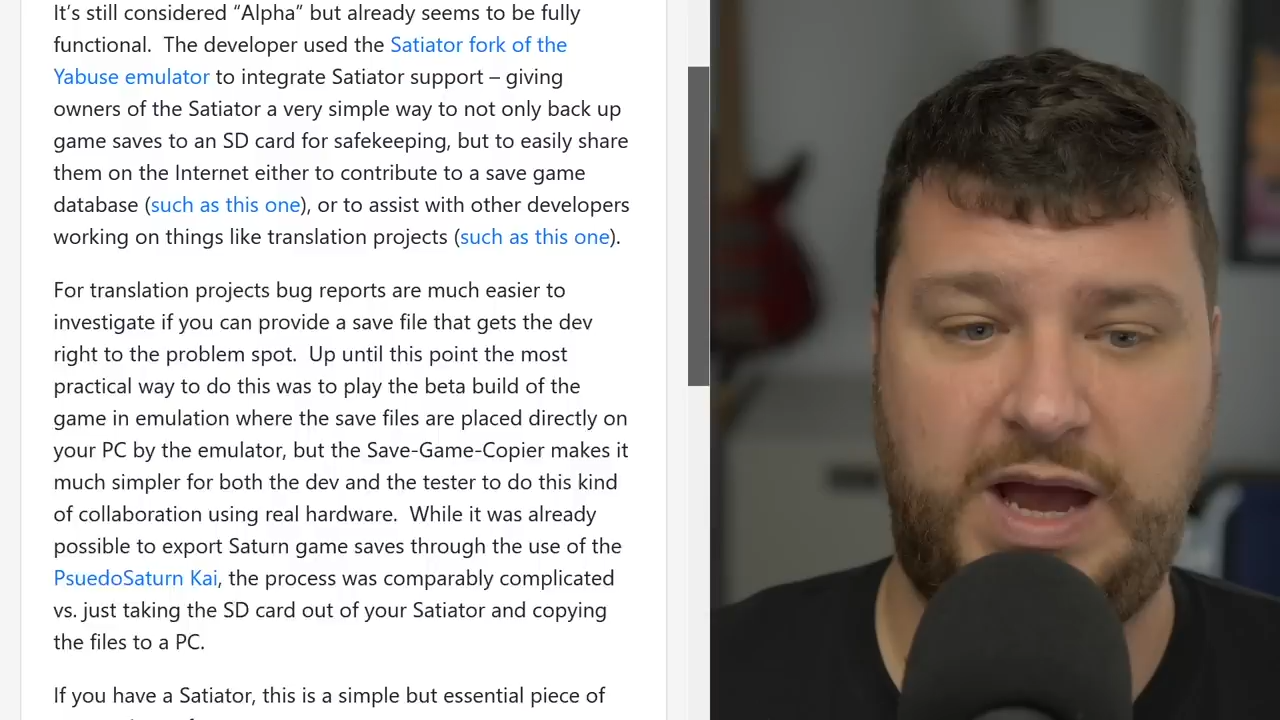 It's still considered “Alpha” but already seems to be fully
functional.  The developer used the Satiator fork of the
Yabuse emulator to integrate Satiator support – giving
owners of the Satiator a very simple way to not only back up
game saves to an SD card for safekeeping, but to easily share
them on the Internet either to contribute to a save game
database (such as this one), or to assist with other developers
working on things like translation projects (such as this one).
For translation projects bug reports are much easier to
investigate if you can provide a save file that gets the dev
right to the problem spot.  Up until this point the most
practical way to do this was to play the beta build of the
game in emulation where the save files are placed directly on
your PC by the emulator, but the Save-Game-Copier makes it
much simpler for both the dev and the tester to do this kind
of collaboration using real hardware.  While it was already
possible to export Saturn game saves through the use of the
PsuedoSaturn Kai, the process was comparably complicated
vs. just taking the SD card out of your Satiator and copying
the files to a PC.
If you have a Satiator, this is a simple but essential piece of